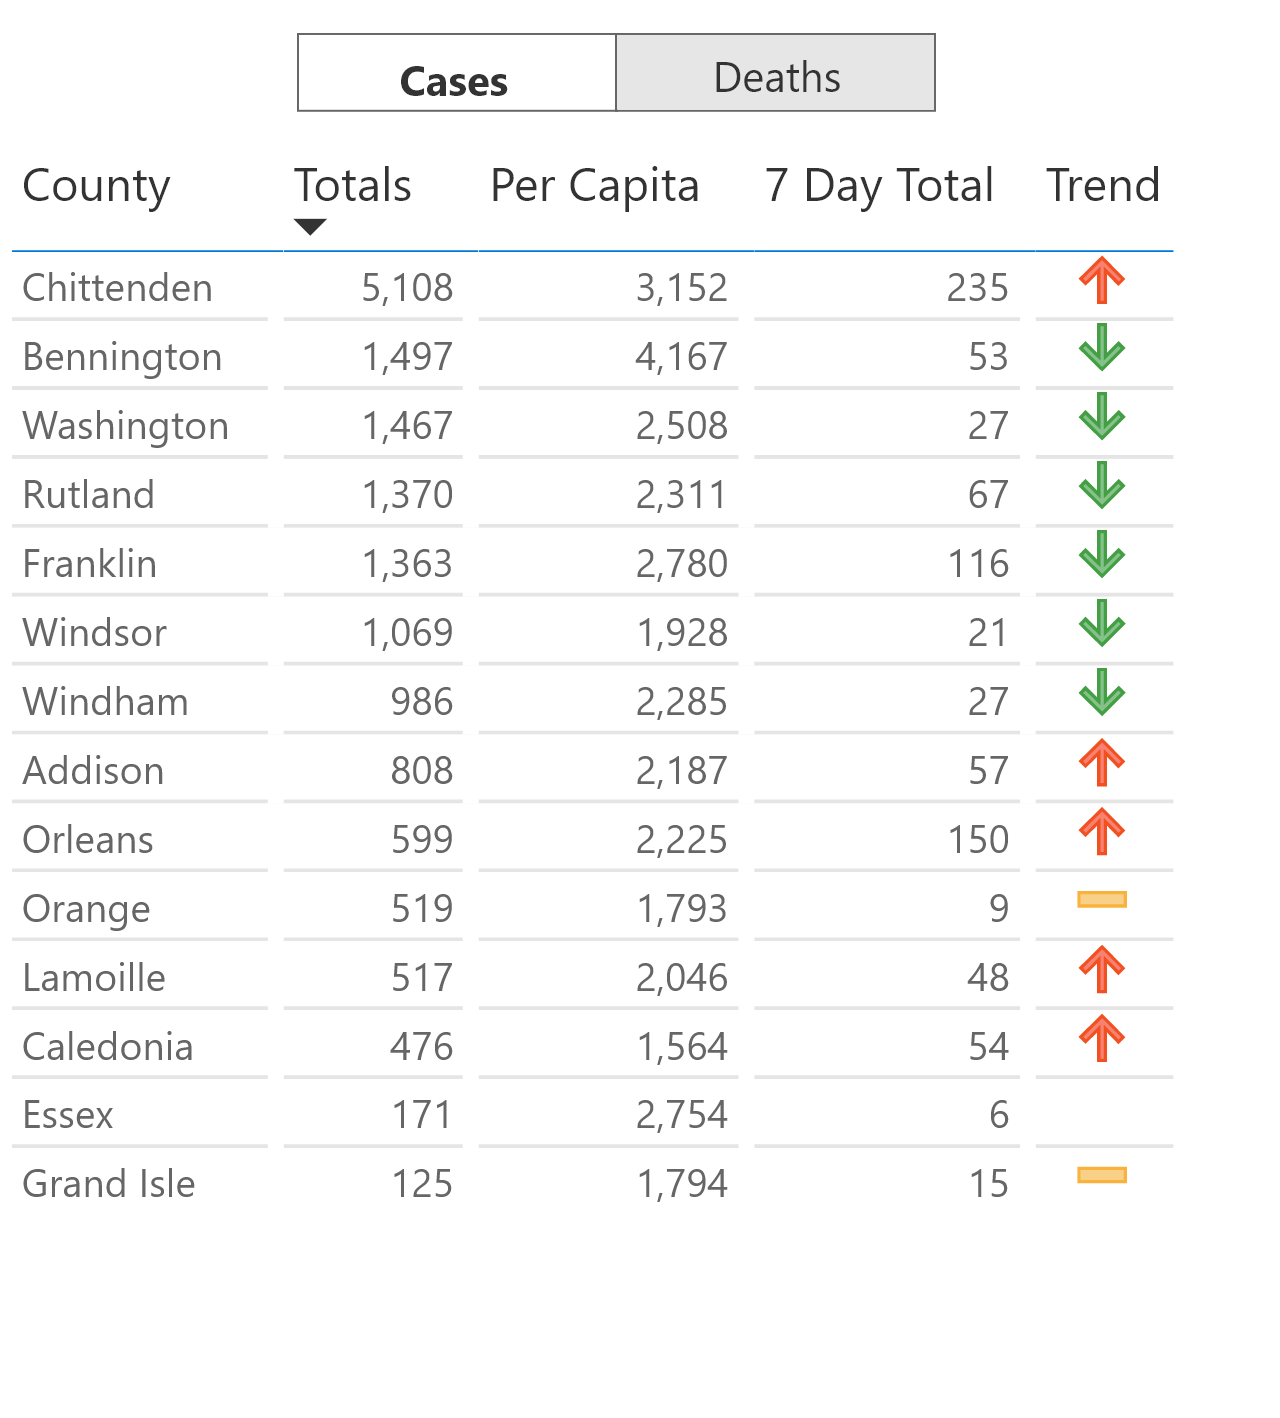 Cases Deaths
County Totals Per Capita 7 Day Total Trend
Chittenden 5,108 3,152 235
Bennington 1,497 4,167 53
Washington 1,467 2,508 27
Rutland 1,370 2,311 67
Franklin 1,363 2,780 116
Windsor 1,069 1,928 21
Windham 986 2,285 27
Addison 808 2,187 57
Orleans 599 2,225 150
Orange 519 1,793 9
Lamoille 517 2,046 48
Caledonia 476 1,564 54
Essex 171 2,754 6
Grand Isle 125 1,794 15